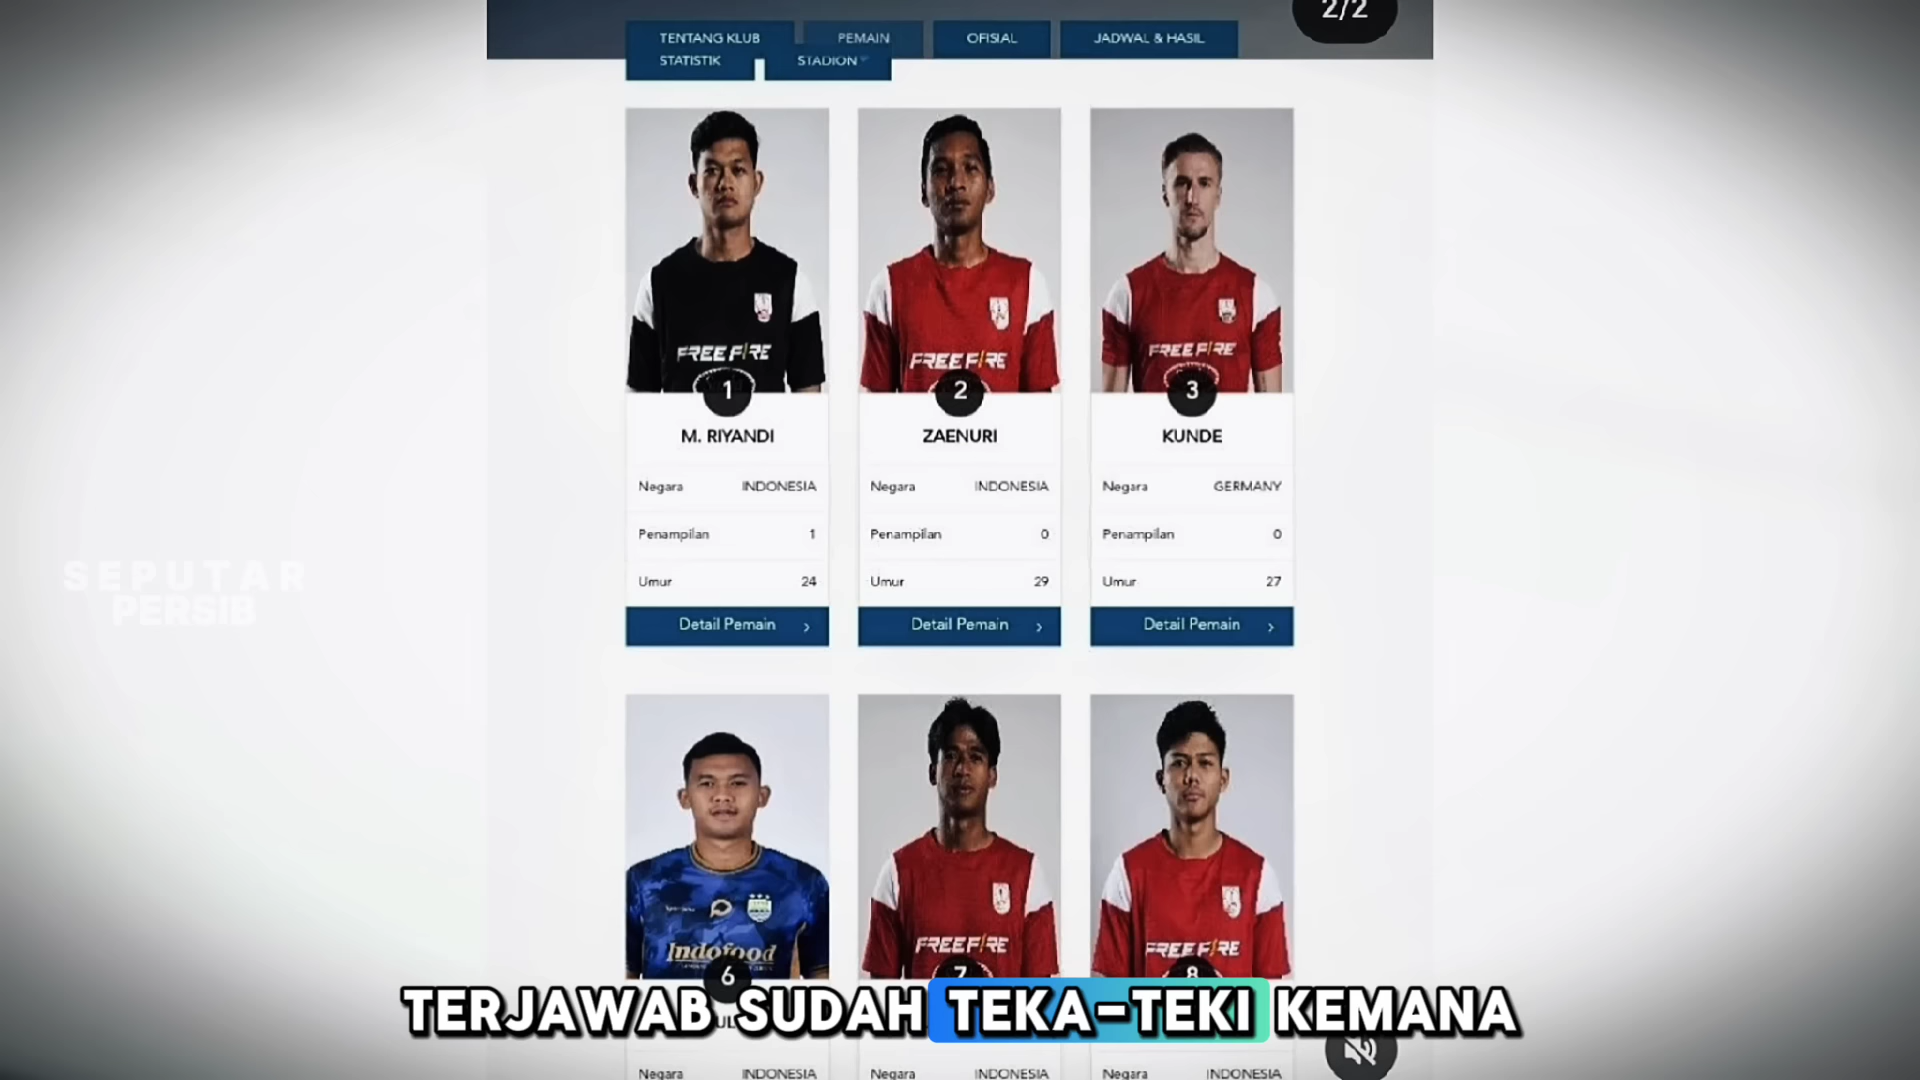 2/2
TENTANG KLUB
PEMAIN
OFISIAL
JADWAL & HASIL
STATISTIK
STADION
FREE FIRE
FREE FIRE
FREE FIRE
1
2
3
M. RIYANDI
ZAENURI
KUNDE
Negara INDONESIA
Negara INDONESIA
Negara GERMANY
Penampilan 1
Penampilan 0
Penampilan 0
Umur 24
Umur 29
Umur 27
Detail Pemain
Detail Pemain
Detail Pemain
SEPUTAR
PERSIB
Indofood
FREE FIRE
FREE FIRE
6
7
8
TERJAWAB SUDAH TEKA-TEKI KEMANA
Negara INDONESIA
Negara INDONESIA
Negara INDONESIA